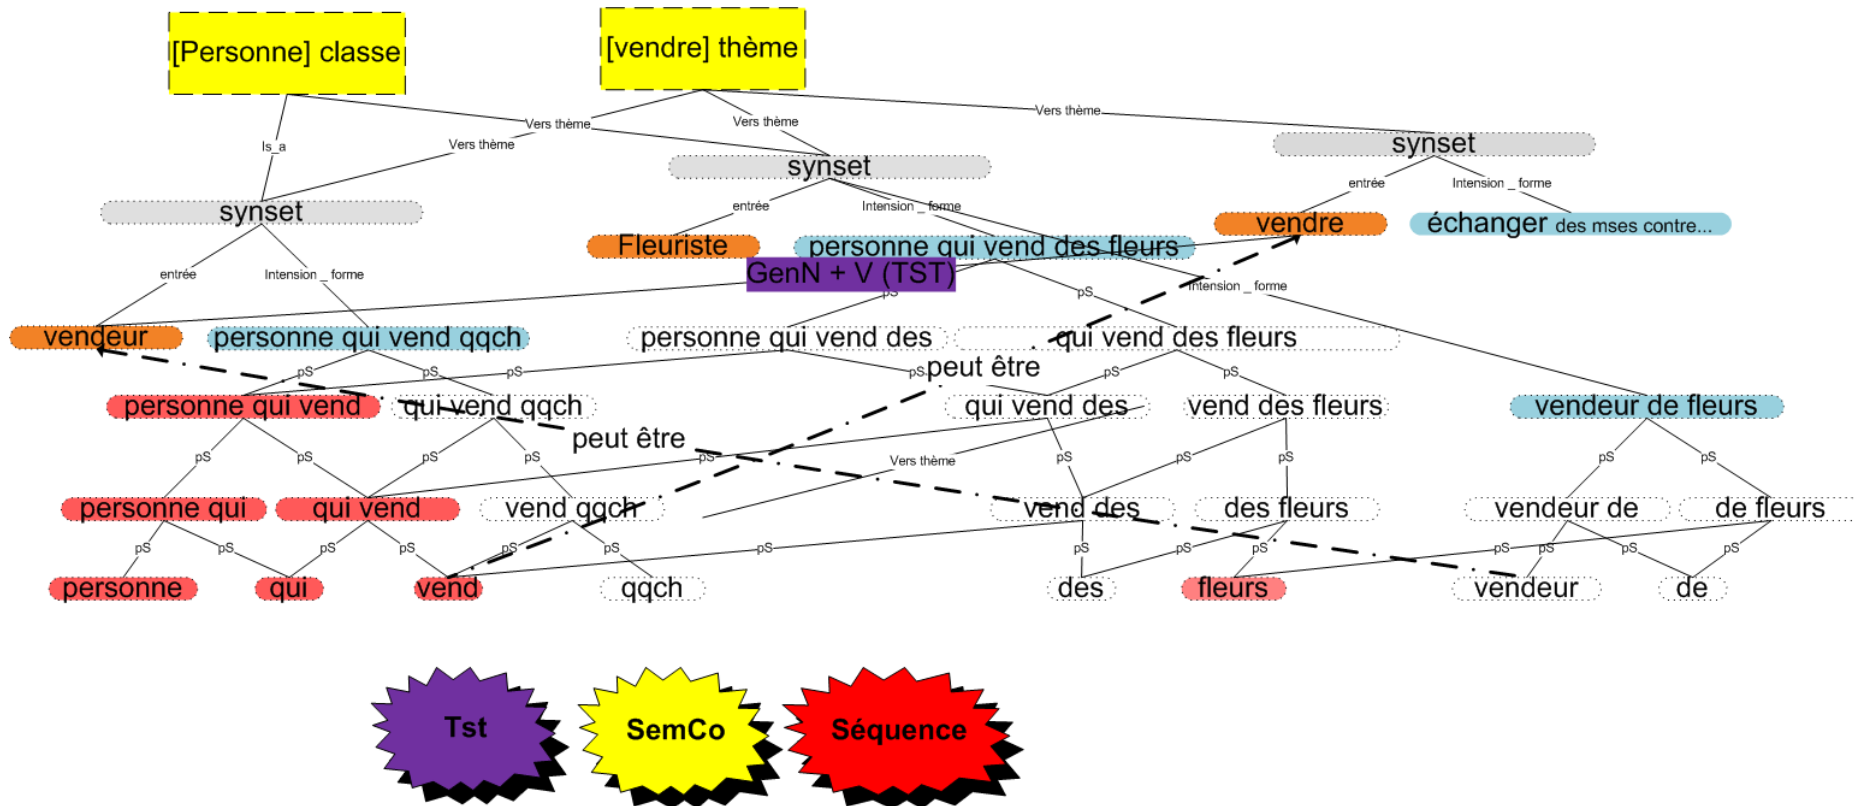 [Personne] classe
[vendre] thème
Vers thème
Vers thème
Vers thème
Is_a
Vers thème
synset
synset
synset
entrée
Intension _ forme
entrée
Intension _ forme
vendre
échanger des mses contre...
Fleuriste
personne qui vend des fleurs
entrée
Intension _ forme
GenN + V (TST)
Intension _ forme
pS
pS
vendeur
personne qui vend qqch
personne qui vend des
qui vend des fleurs
peut être
pS
pS
pS
pS
pS
pS
personne qui vend
qui vend qqch
qui vend des
vend des fleurs
vendeur de fleurs
peut être
pS
pS
pS
pS
pS
Vers thème
pS
pS
pS
pS
pS
personne qui
qui vend
vend qqch
vend des
des fleurs
vendeur de
de fleurs
pS
pS
pS
pS
pS
pS
pS
pS
pS
pS
pS
pS
pS
pS
personne
qui
vend
qqch
des
fleurs
vendeur
de
Tst
SemCo
Séquence